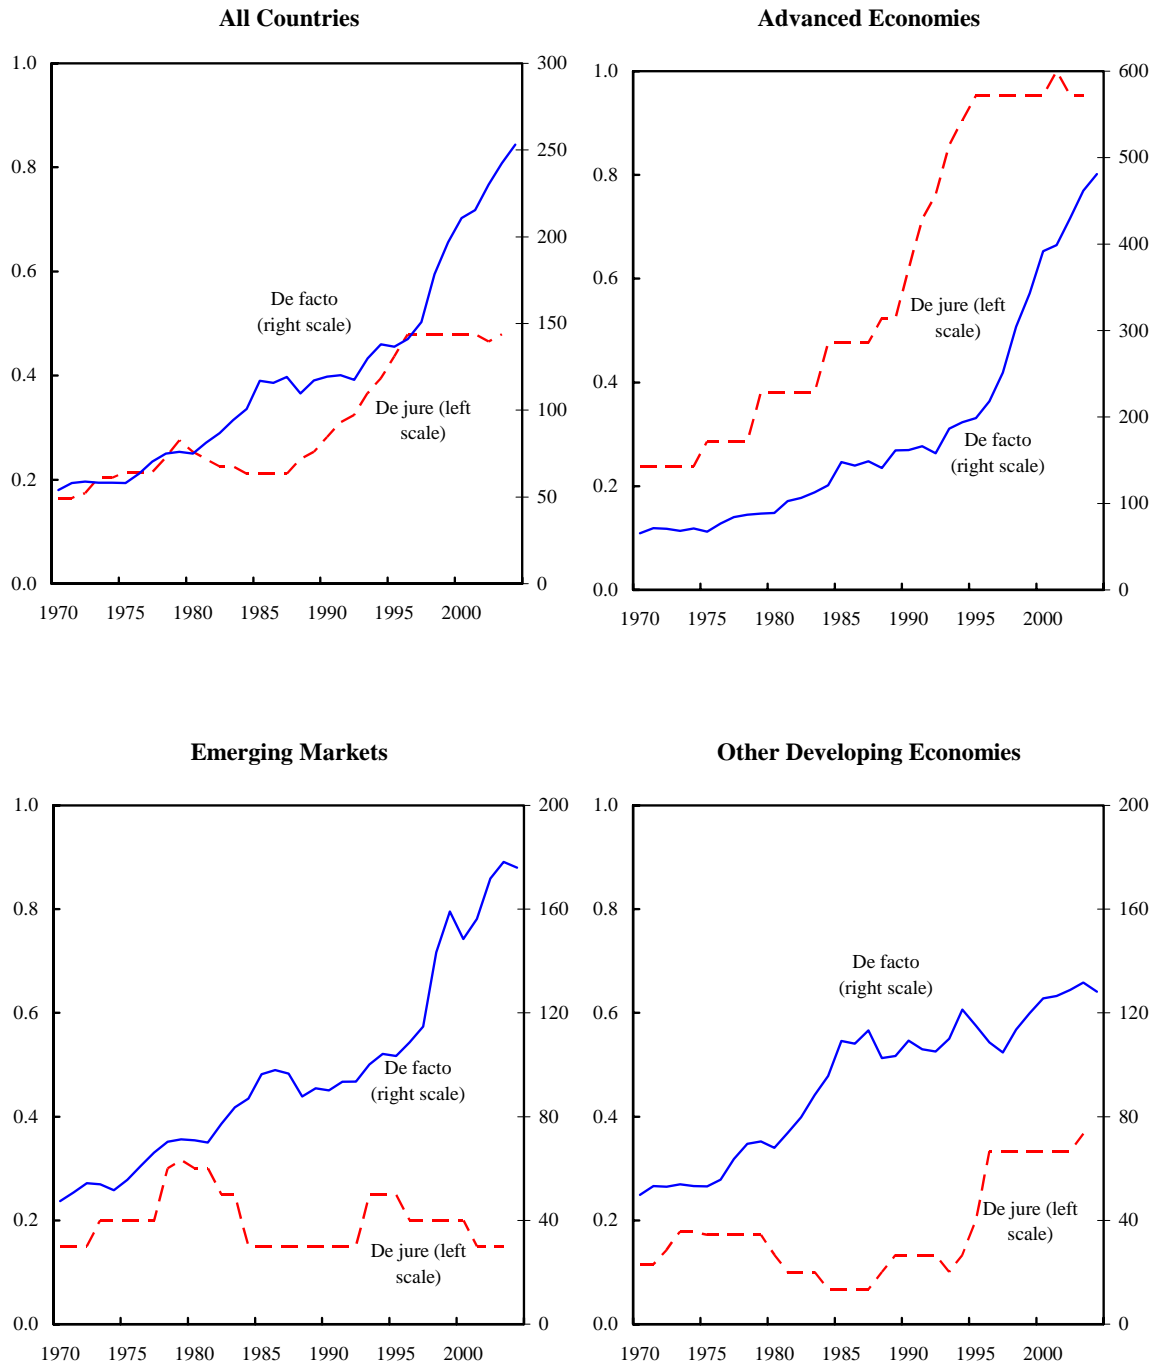 All Countries
1.0
0.8
0.6
0.4
0.2
0.0
300
250
200
150
100
50
0
De facto
(right scale)
De jure (left
scale)
1970 1975 1980 1985 1990 1995 2000
Advanced Economies
1.0
0.8
0.6
0.4
0.2
0.0
600
500
400
300
200
100
0
De jure (left
scale)
De facto
(right scale)
1970 1975 1980 1985 1990 1995 2000
Emerging Markets
1.0
0.8
0.6
0.4
0.2
0.0
200
160
120
80
40
0
De facto
(right scale)
De jure (left
scale)
1970 1975 1980 1985 1990 1995 2000
Other Developing Economies
1.0
0.8
0.6
0.4
0.2
0.0
200
160
120
80
40
0
De facto
(right scale)
De jure (left
scale)
1970 1975 1980 1985 1990 1995 2000